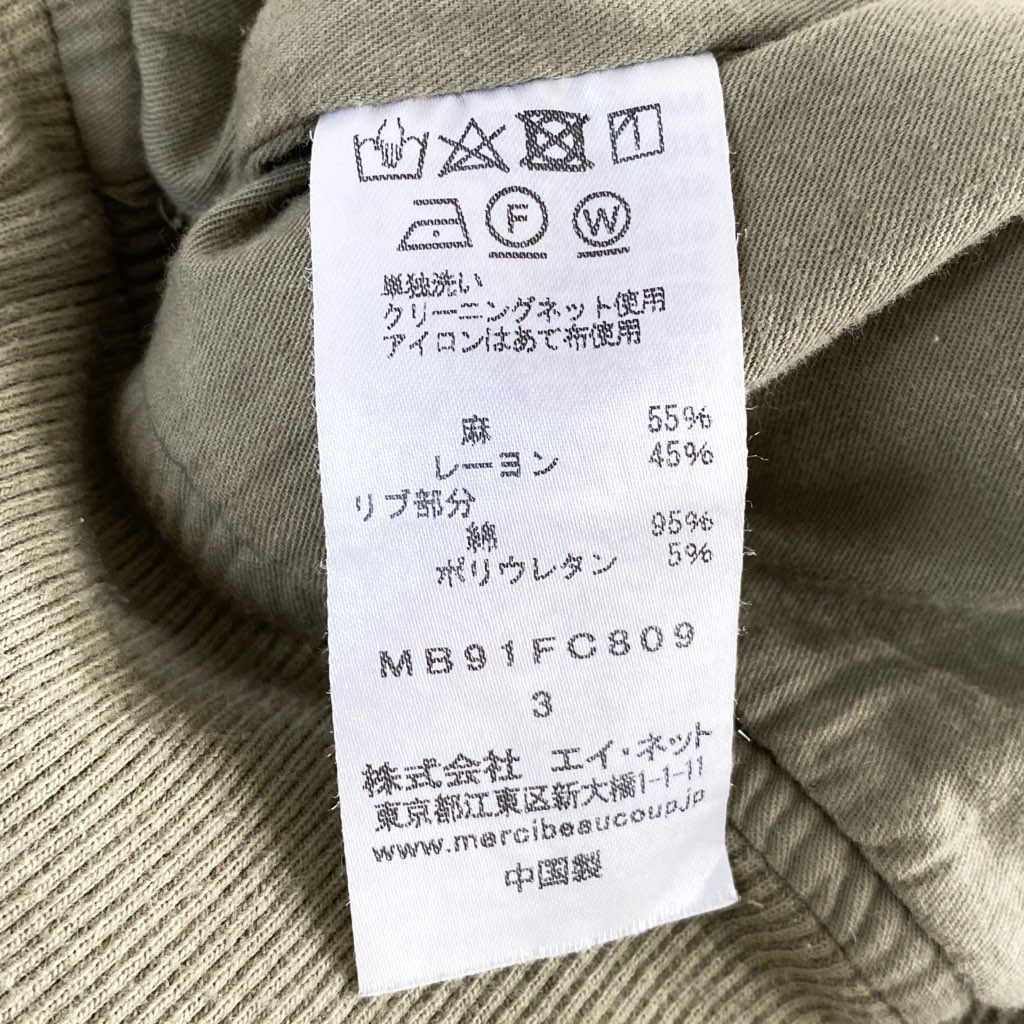 F W
単独洗い
クリーニングネット使用
アイロンはあて布使用
麻 55%
レーヨン 45%
リブ部分
綿 95%
ポリウレタン 5%
MB91FC809
3
株式会社 エイ・ネット
東京都江東区新大橋1-1-11
www.mercibeaucoup.jp
中国製